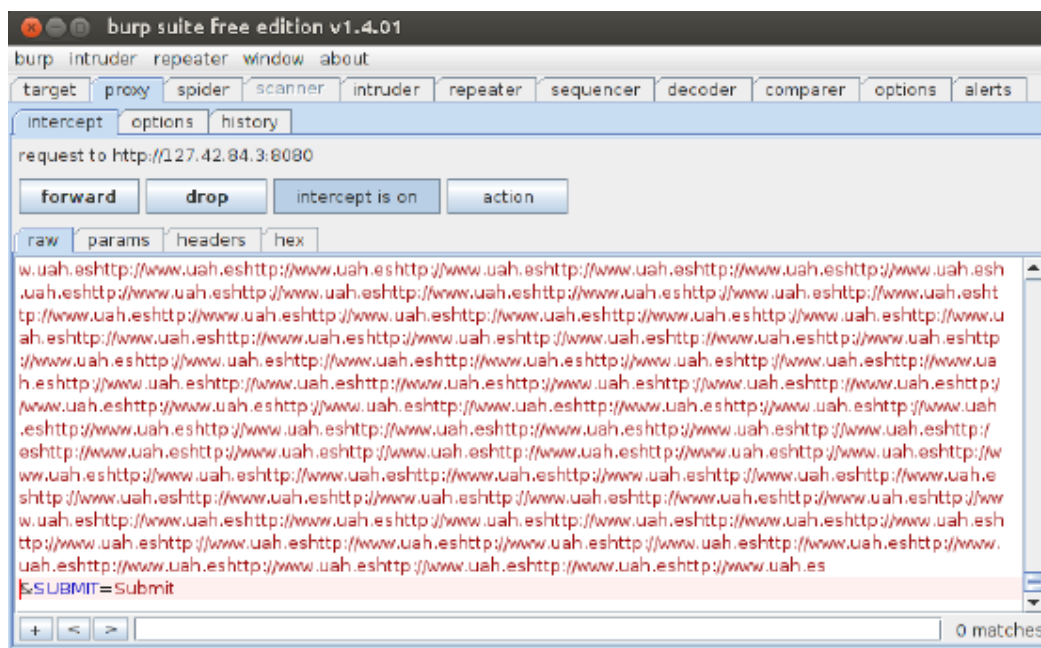 burp suite free edition v1.4.01
burp intruder repeater window about
target proxy spider scanner intruder repeater sequencer decoder comparer options alerts
intercept options history
request to http://127.42.84.3:8080
forward drop intercept is on action
raw params headers hex
w.uah.eshttp://www.uah.eshttp://www.uah.eshttp://www.uah.eshttp://www.uah.eshttp://www.uah.eshttp://www.uah.esh
.uah.eshttp://www.uah.eshttp://www.uah.eshttp://www.uah.eshttp://www.uah.eshttp://www.uah.eshttp://www.uah.esht
tp://www.uah.eshttp://www.uah.eshttp://www.uah.eshttp://www.uah.eshttp://www.uah.eshttp://www.uah.eshttp://www.u
ah.eshttp://www.uah.eshttp://www.uah.eshttp://www.uah.eshttp://www.uah.eshttp://www.uah.eshttp://www.uah.eshttp
://www.uah.eshttp://www.uah.eshttp://www.uah.eshttp://www.uah.eshttp://www.uah.eshttp://www.uah.eshttp://www.ua
h.eshttp://www.uah.eshttp://www.uah.eshttp://www.uah.eshttp://www.uah.eshttp://www.uah.eshttp://www.uah.eshttp:/
/www.uah.eshttp://www.uah.eshttp://www.uah.eshttp://www.uah.eshttp://www.uah.eshttp://www.uah.eshttp://www.uah
.eshttp://www.uah.eshttp://www.uah.eshttp://www.uah.eshttp://www.uah.eshttp://www.uah.eshttp://www.uah.eshttp:/
eshttp://www.uah.eshttp://www.uah.eshttp://www.uah.eshttp://www.uah.eshttp://www.uah.eshttp://www.uah.eshttp://w
ww.uah.eshttp://www.uah.eshttp://www.uah.eshttp://www.uah.eshttp://www.uah.eshttp://www.uah.eshttp://www.uah.e
shttp://www.uah.eshttp://www.uah.eshttp://www.uah.eshttp://www.uah.eshttp://www.uah.eshttp://www.uah.eshttp://ww
w.uah.eshttp://www.uah.eshttp://www.uah.eshttp://www.uah.eshttp://www.uah.eshttp://www.uah.eshttp://www.uah.esh
ttp://www.uah.eshttp://www.uah.eshttp://www.uah.eshttp://www.uah.eshttp://www.uah.eshttp://www.uah.eshttp://www.
uah.eshttp://www.uah.eshttp://www.uah.eshttp://www.uah.eshttp://www.uah.eshttp://www.uah.es
&SUBMIT=Submit
+ < > 0 matches